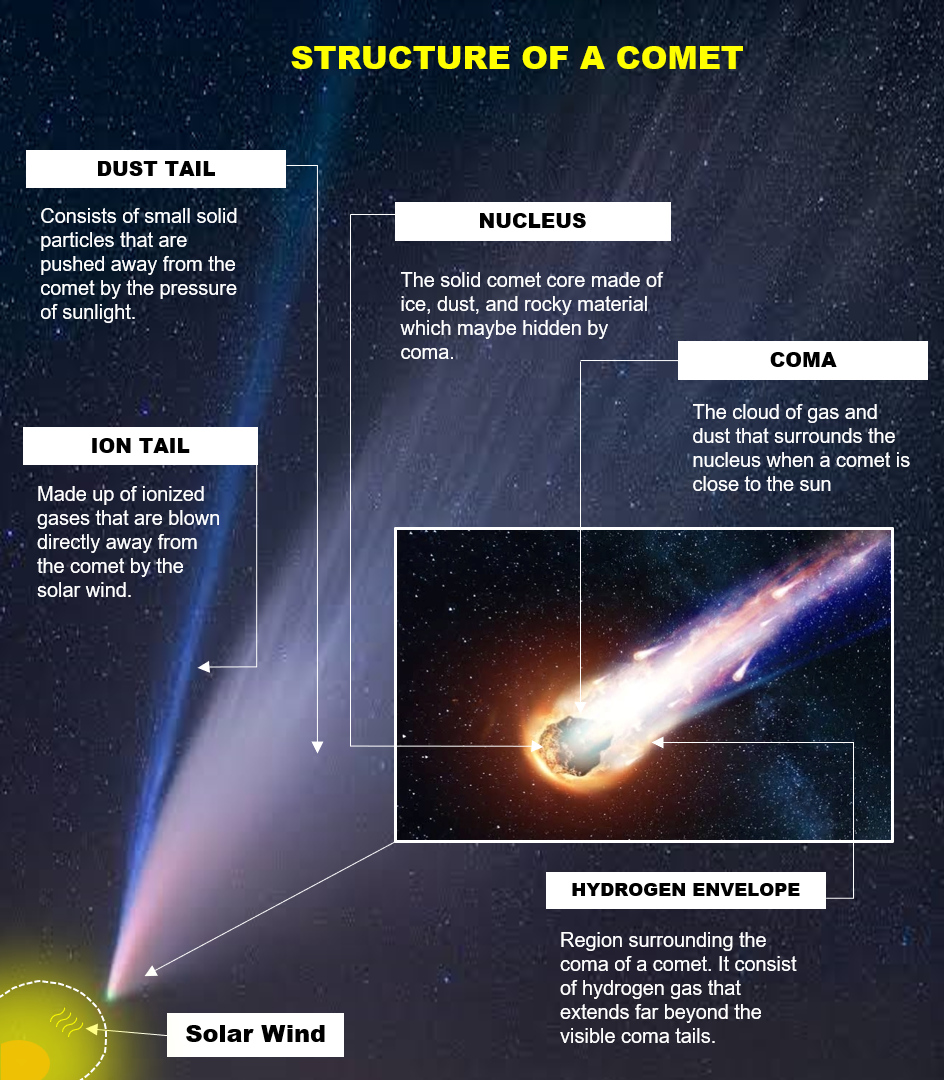 STRUCTURE OF A COMET
DUST TAIL
Consists of small solid
particles that are
pushed away from the
comet by the pressure
of sunlight.
NUCLEUS
The solid comet core made of
ice, dust, and rocky material
which maybe hidden by
coma.
COMA
The cloud of gas and
dust that surrounds the
nucleus when a comet is
close to the sun
ION TAIL
Made up of ionized
gases that are blown
directly away from
the comet by the
solar wind.
HYDROGEN ENVELOPE
Region surrounding the
coma of a comet. It consist
of hydrogen gas that
extends far beyond the
visible coma tails.
Solar Wind